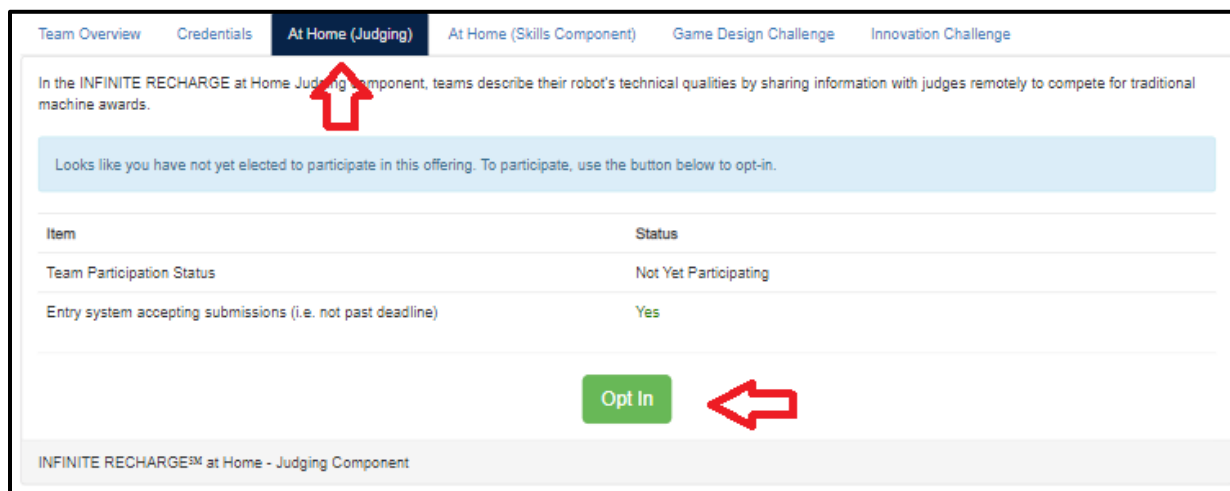 Team Overview Credentials At Home (Judging) At Home (Skills Component) Game Design Challenge Innovation Challenge
In the INFINITE RECHARGE at Home Judging Component, teams describe their robot's technical qualities by sharing information with judges remotely to compete for traditional
machine awards.
Looks like you have not yet elected to participate in this offering. To participate, use the button below to opt-in.
Item Status
Team Participation Status Not Yet Participating
Entry system accepting submissions (i.e. not past deadline) Yes
Opt In
INFINITE RECHARGE℠ at Home - Judging Component